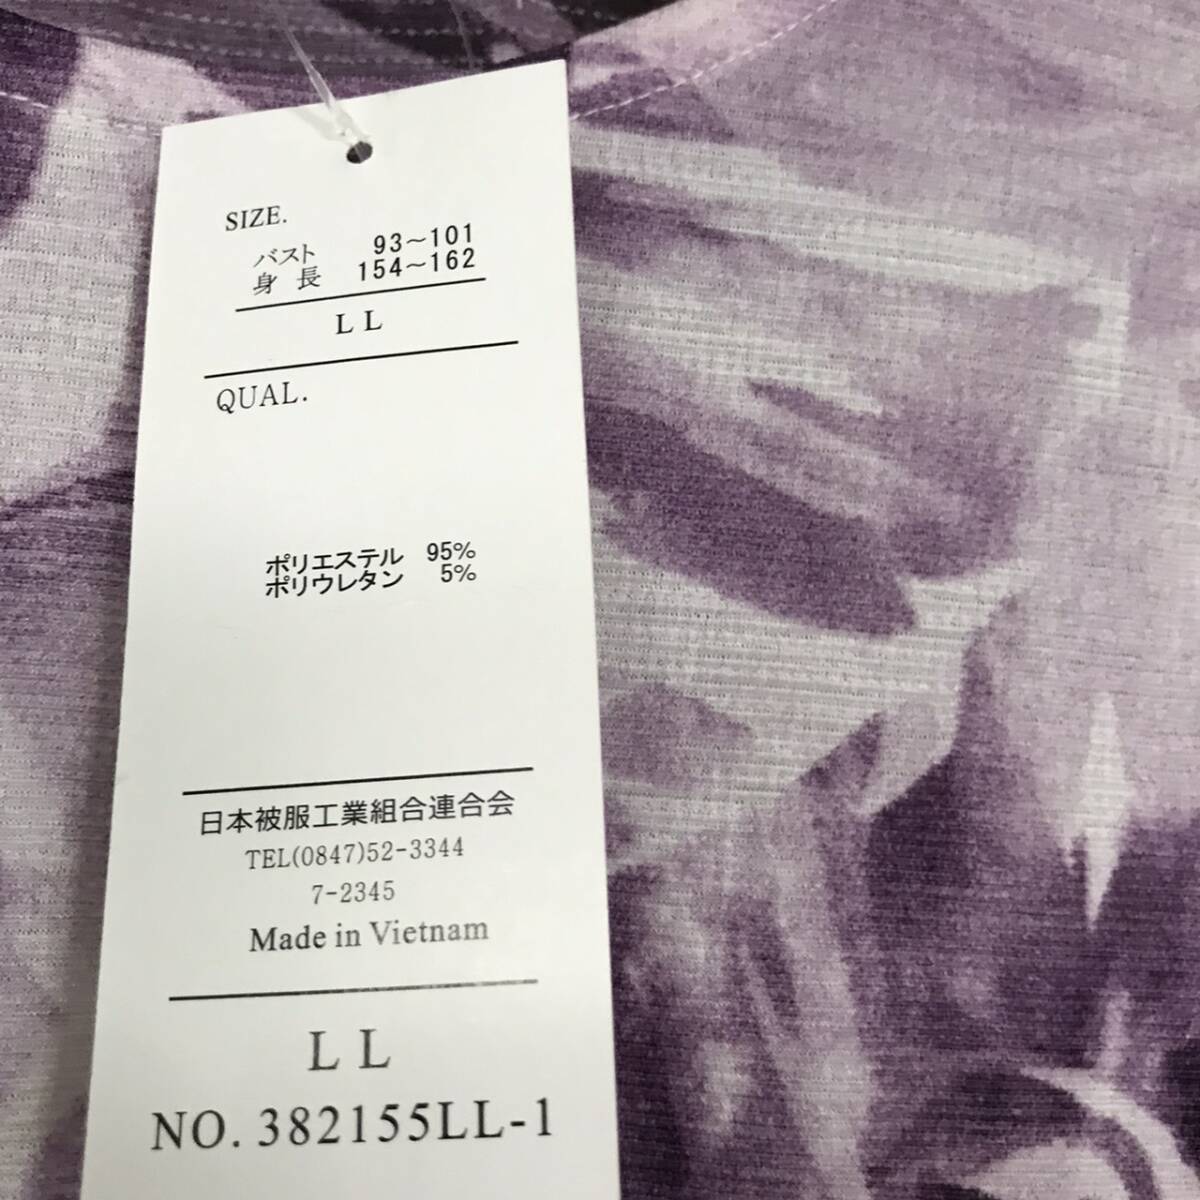 SIZE.
バスト 93～101
身長 154～162
LL
QUAL.
ポリエステル 95%
ポリウレタン 5%
日本被服工業組合連合会
TEL(0847)52-3344
7-2345
Made in Vietnam
LL
NO. 382155LL-1